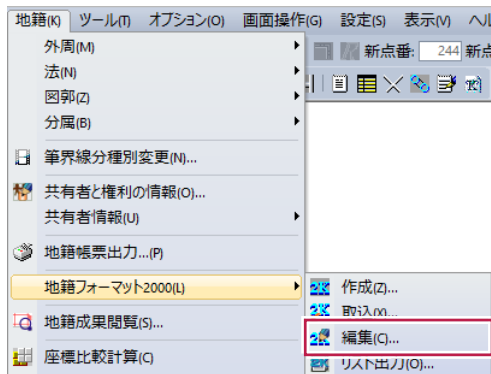 地籍(K) ツール(T) オプション(O) 画面操作(G) 設定(S) 表示(V) ヘル
外周(M)
新点番: 244 新点
法(N)
図郭(Z)
分属(B)
筆界線分種別変更(N)...
共有者と権利の情報(O)...
共有者情報(U)
地籍帳票出力...(P)
地籍フォーマット2000(L)
作成(Z)...
取込(X)...
地籍成果閲覧(S)...
編集(C)...
座標比較計算(C)
リスト出力(O)...